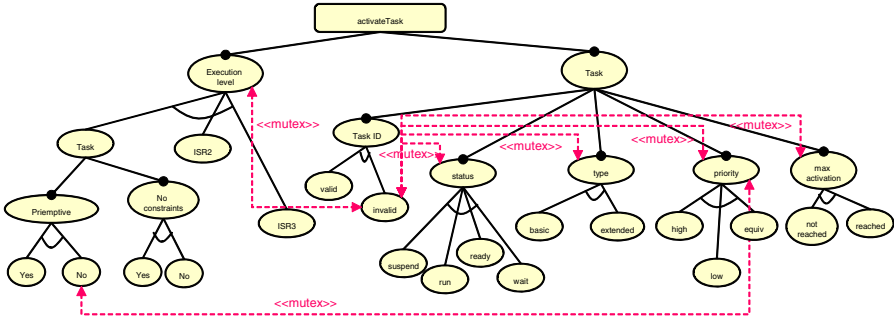 activateTask
Execution
level
Task
<<mutex>>
Task ID
<<mutex>>
<<mutex>>
<<mutex>>
<<mutex>>
Task
ISR2
valid
invalid
status
type
priority
max
activation
Priemptive
No
constraints
ISR3
basic
extended
high
equiv
not
reached
reached
Yes
No
Yes
No
suspend
run
ready
wait
low
<<mutex>>